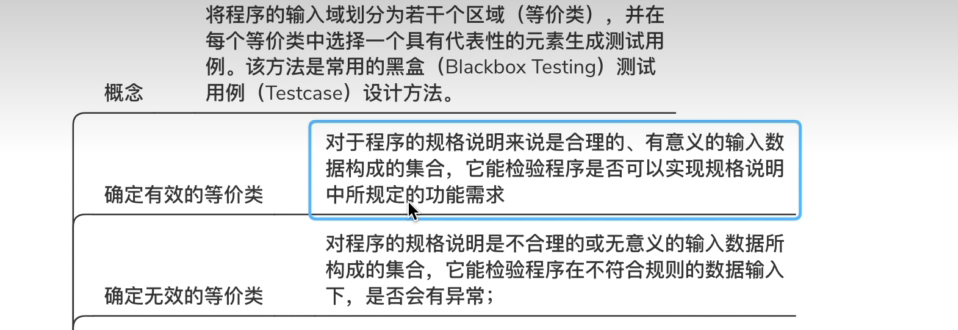 将程序的输入域划分为若干个区域（等价类），并在
每个等价类中选择一个具有代表性的元素生成测试用
例。该方法是常用的黑盒（Blackbox Testing）测试
用例（Testcase）设计方法。
概念
对于程序的规格说明来说是合理的、有意义的输入数
据构成的集合，它能检验程序是否可以实现规格说明
中所规定的功能需求
确定有效的等价类
对程序的规格说明是不合理的或无意义的输入数据所
构成的集合，它能检验程序在不符合规则的数据输入
下，是否会有异常；
确定无效的等价类